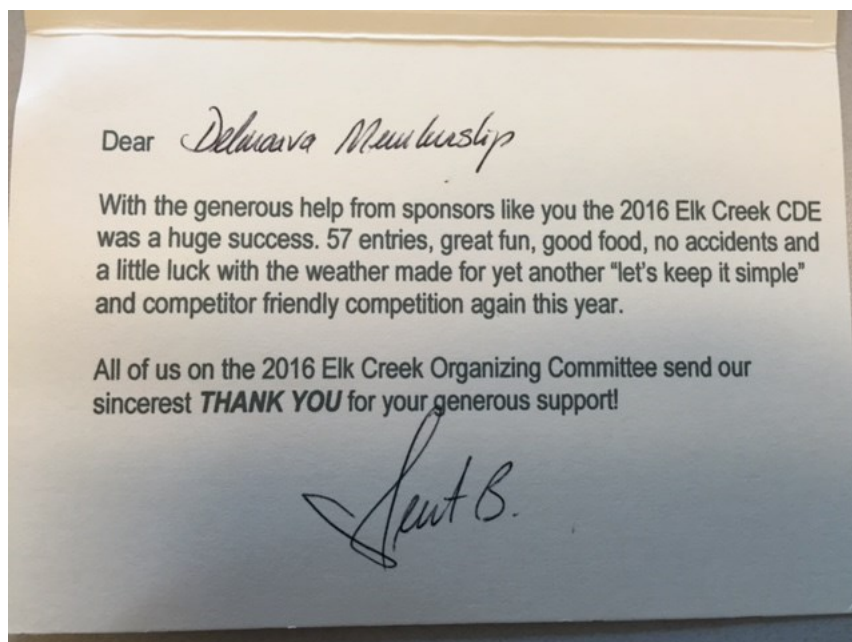 Dear Delmarva Membership
With the generous help from sponsors like you the 2016 Elk Creek CDE
was a huge success. 57 entries, great fun, good food, no accidents and
a little luck with the weather made for yet another “let’s keep it simple”
and competitor friendly competition again this year.
All of us on the 2016 Elk Creek Organizing Committee send our
sincerest THANK YOU for your generous support!
B.